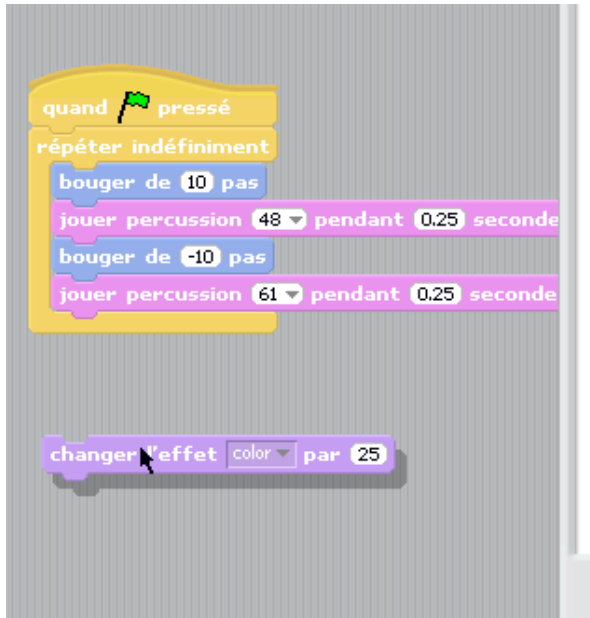 quand pressé
répéter indéfiniment
bouger de 10 pas
jouer percussion 48 pendant 0.25 seconde
bouger de -10 pas
jouer percussion 61 pendant 0.25 seconde
changer l'effet color par 25